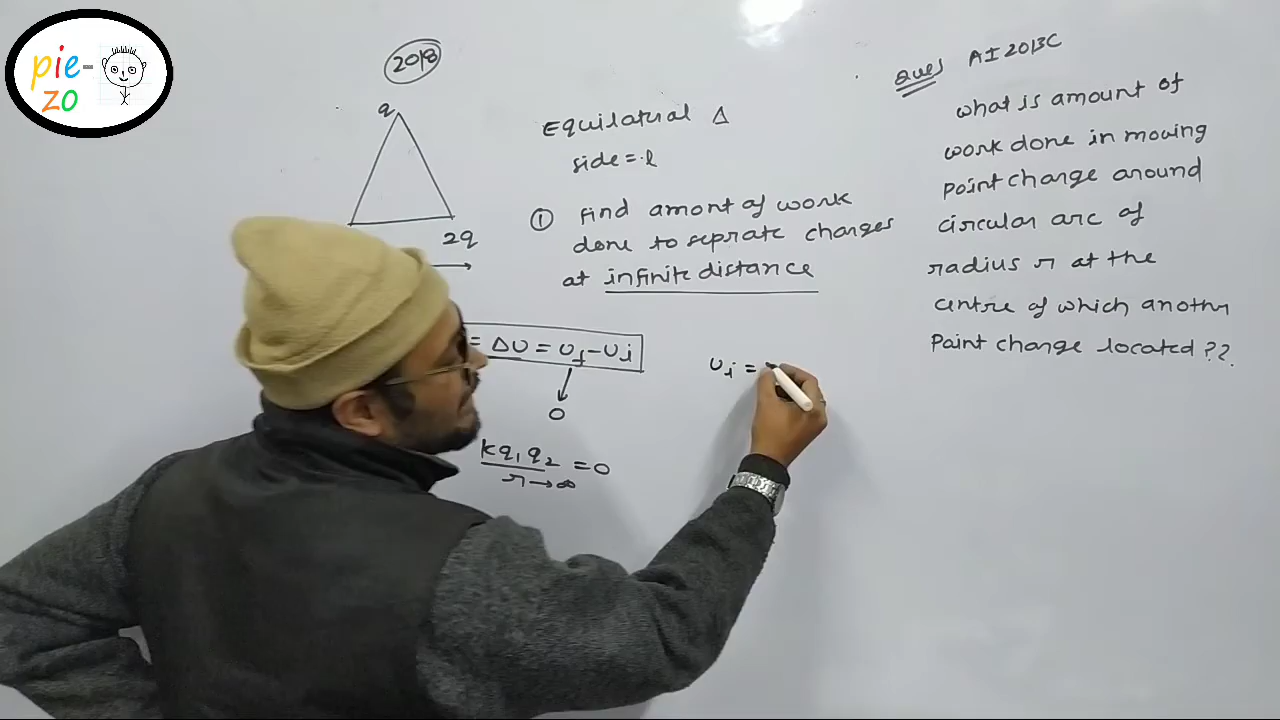 pie-
zo
2018
q
2q
Equilatral Δ
side = l
① find amont of work
done to seprate charges
at infinite distance
= ΔU = Uf - Ui
0
kq1q2 = 0
r→∞
Ui =
Ques AI 2013C
what is amount of
work done in moving
point charge around
circular arc of
radius r at the
centre of which another
Point charge located ??